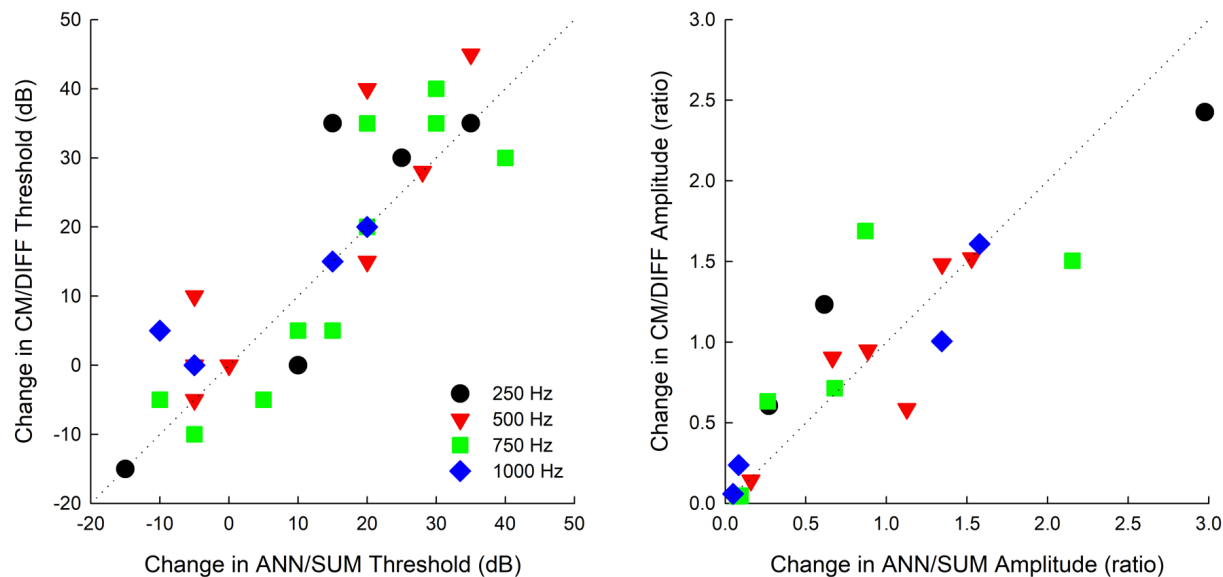 50
40
30
20
10
0
-10
-20
-20 -10 0 10 20 30 40 50
Change in CM/DIFF Threshold (dB)
Change in ANN/SUM Threshold (dB)
250 Hz
500 Hz
750 Hz
1000 Hz
3.0
2.5
2.0
1.5
1.0
0.5
0.0
0.0 0.5 1.0 1.5 2.0 2.5 3.0
Change in CM/DIFF Amplitude (ratio)
Change in ANN/SUM Amplitude (ratio)